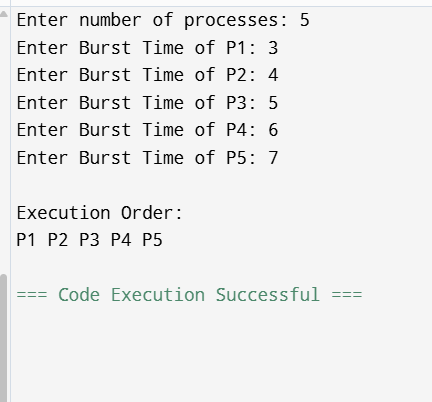 Enter number of processes: 5
Enter Burst Time of P1: 3
Enter Burst Time of P2: 4
Enter Burst Time of P3: 5
Enter Burst Time of P4: 6
Enter Burst Time of P5: 7
Execution Order:
P1 P2 P3 P4 P5
=== Code Execution Successful ===